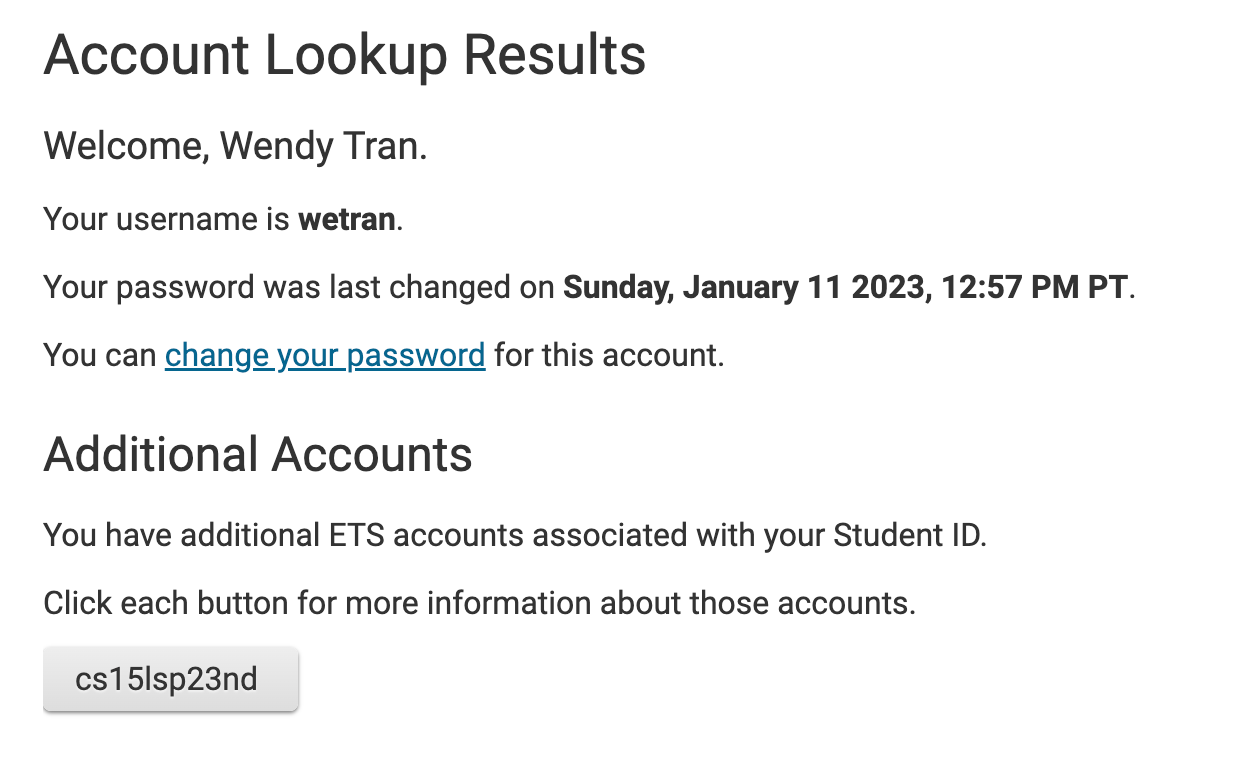 Account Lookup Results
Welcome, Wendy Tran.
Your username is wetran.
Your password was last changed on Sunday, January 11 2023, 12:57 PM PT.
You can change your password for this account.
Additional Accounts
You have additional ETS accounts associated with your Student ID.
Click each button for more information about those accounts.
cs15lsp23nd